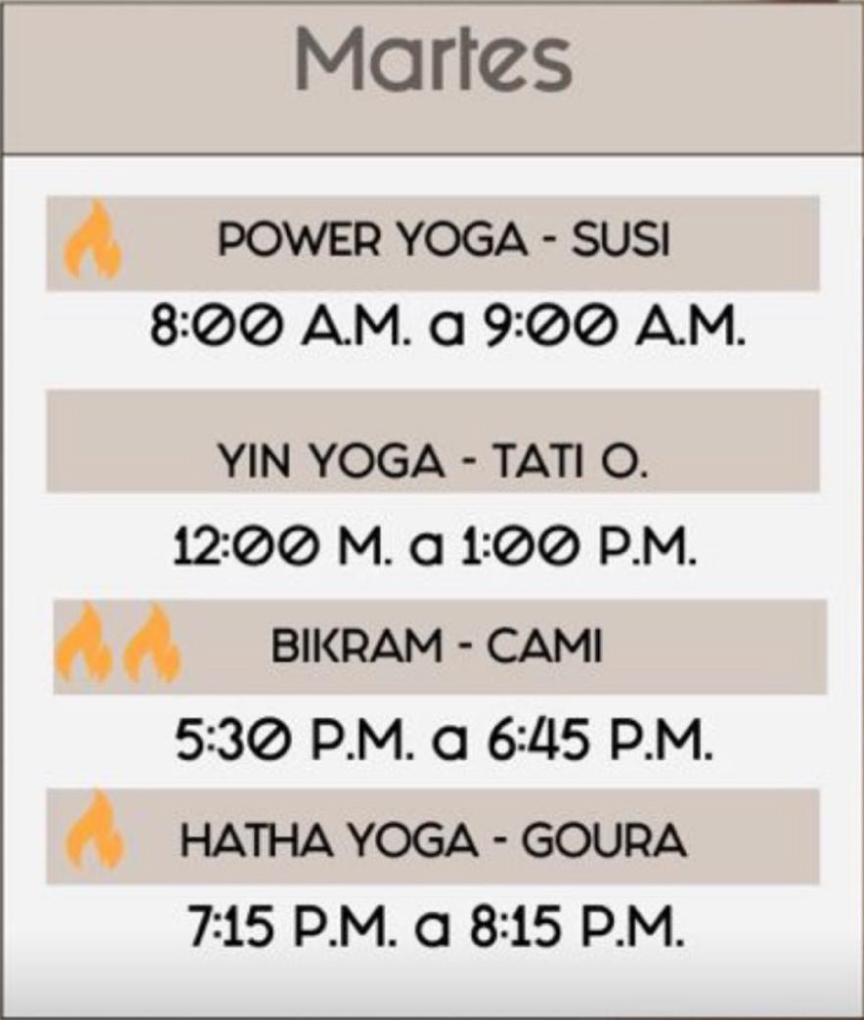 Martes
POWER YOGA - SUSI
8:00 A.M. a 9:00 A.M.
YIN YOGA - TATI O.
12:00 M. a 1:00 P.M.
BIKRAM - CAMI
5:30 P.M. a 6:45 P.M.
HATHA YOGA - GOURA
7:15 P.M. a 8:15 P.M.